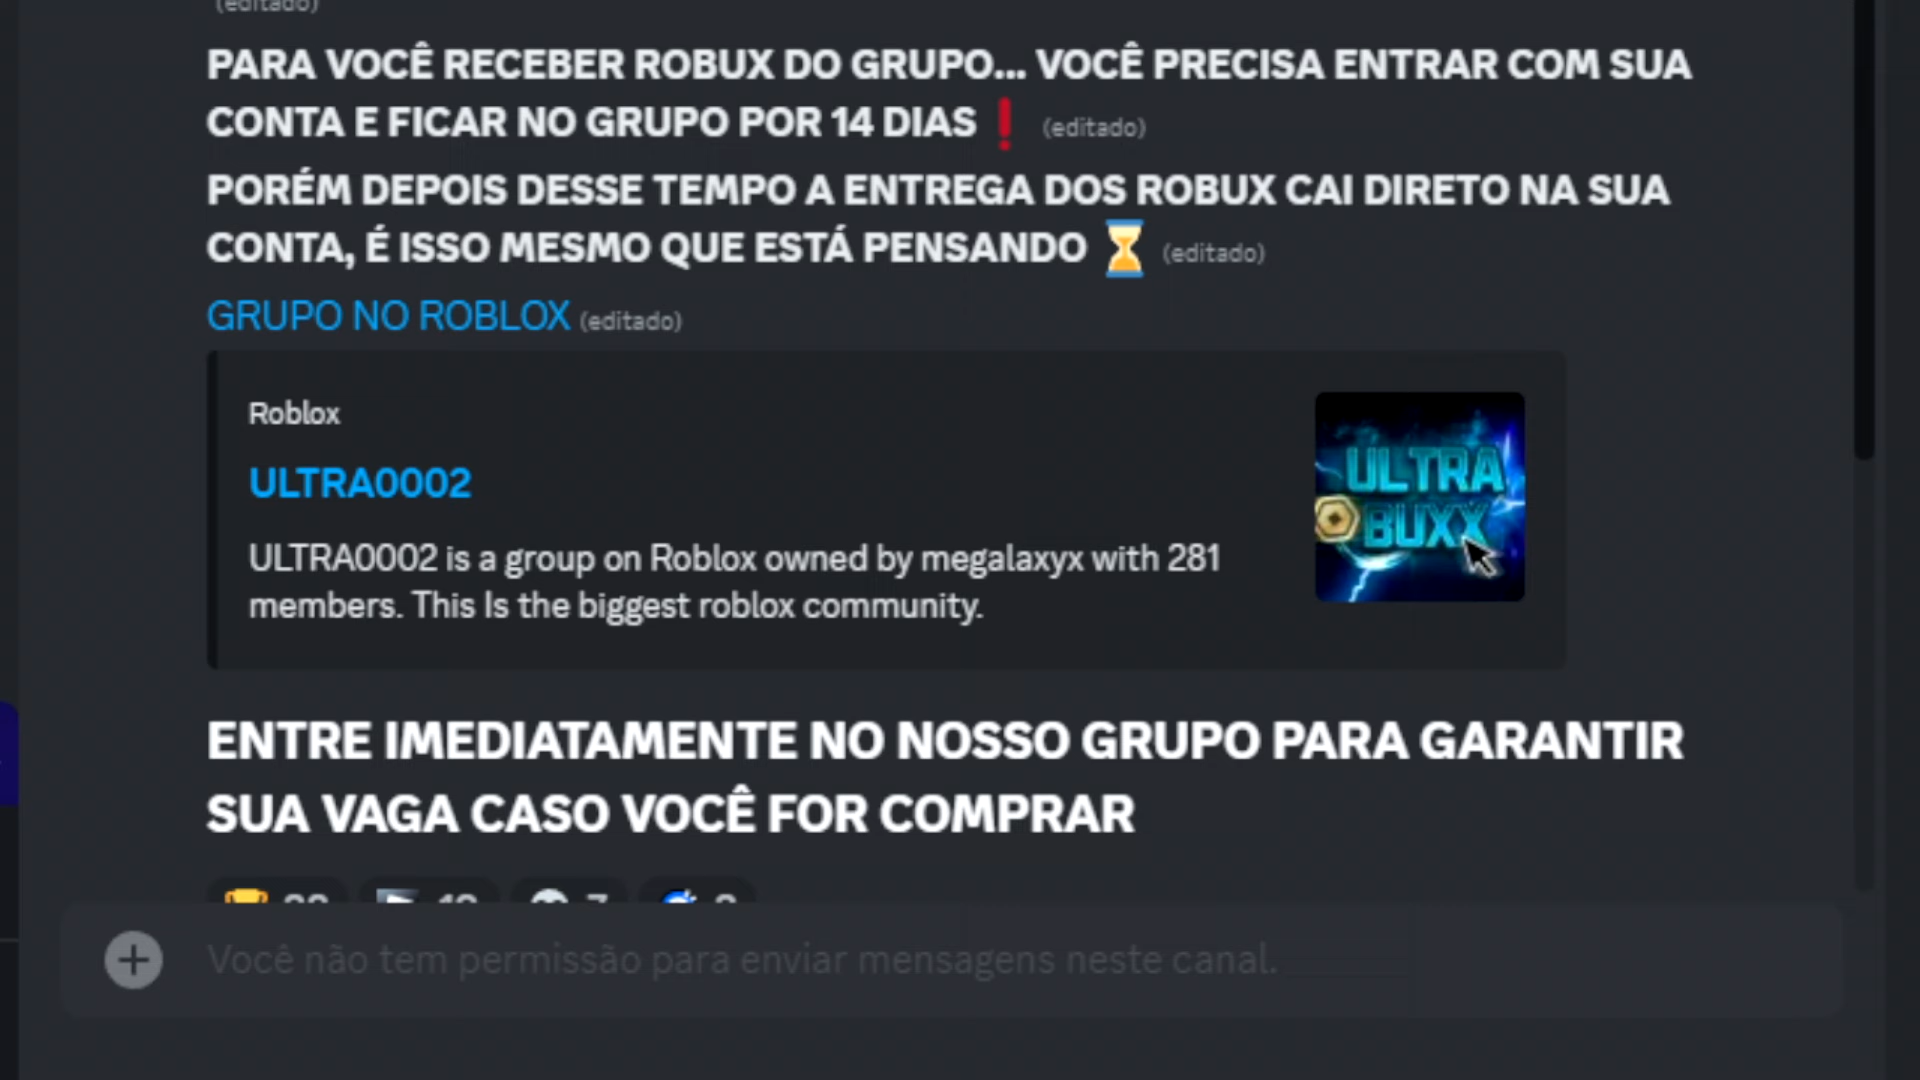 (editado)
PARA VOCÊ RECEBER ROBUX DO GRUPO... VOCÊ PRECISA ENTRAR COM SUA
CONTA E FICAR NO GRUPO POR 14 DIAS❗ (editado)
PORÉM DEPOIS DESSE TEMPO A ENTREGA DOS ROBUX CAI DIRETO NA SUA
CONTA, É ISSO MESMO QUE ESTÁ PENSANDO ⏳ (editado)
GRUPO NO ROBLOX (editado)
Roblox
ULTRA0002
ULTRA0002 is a group on Roblox owned by megalaxyx with 281
members. This Is the biggest roblox community.
ULTRA
BUXX
ENTRE IMEDIATAMENTE NO NOSSO GRUPO PARA GARANTIR
SUA VAGA CASO VOCÊ FOR COMPRAR
Você não tem permissão para enviar mensagens neste canal.